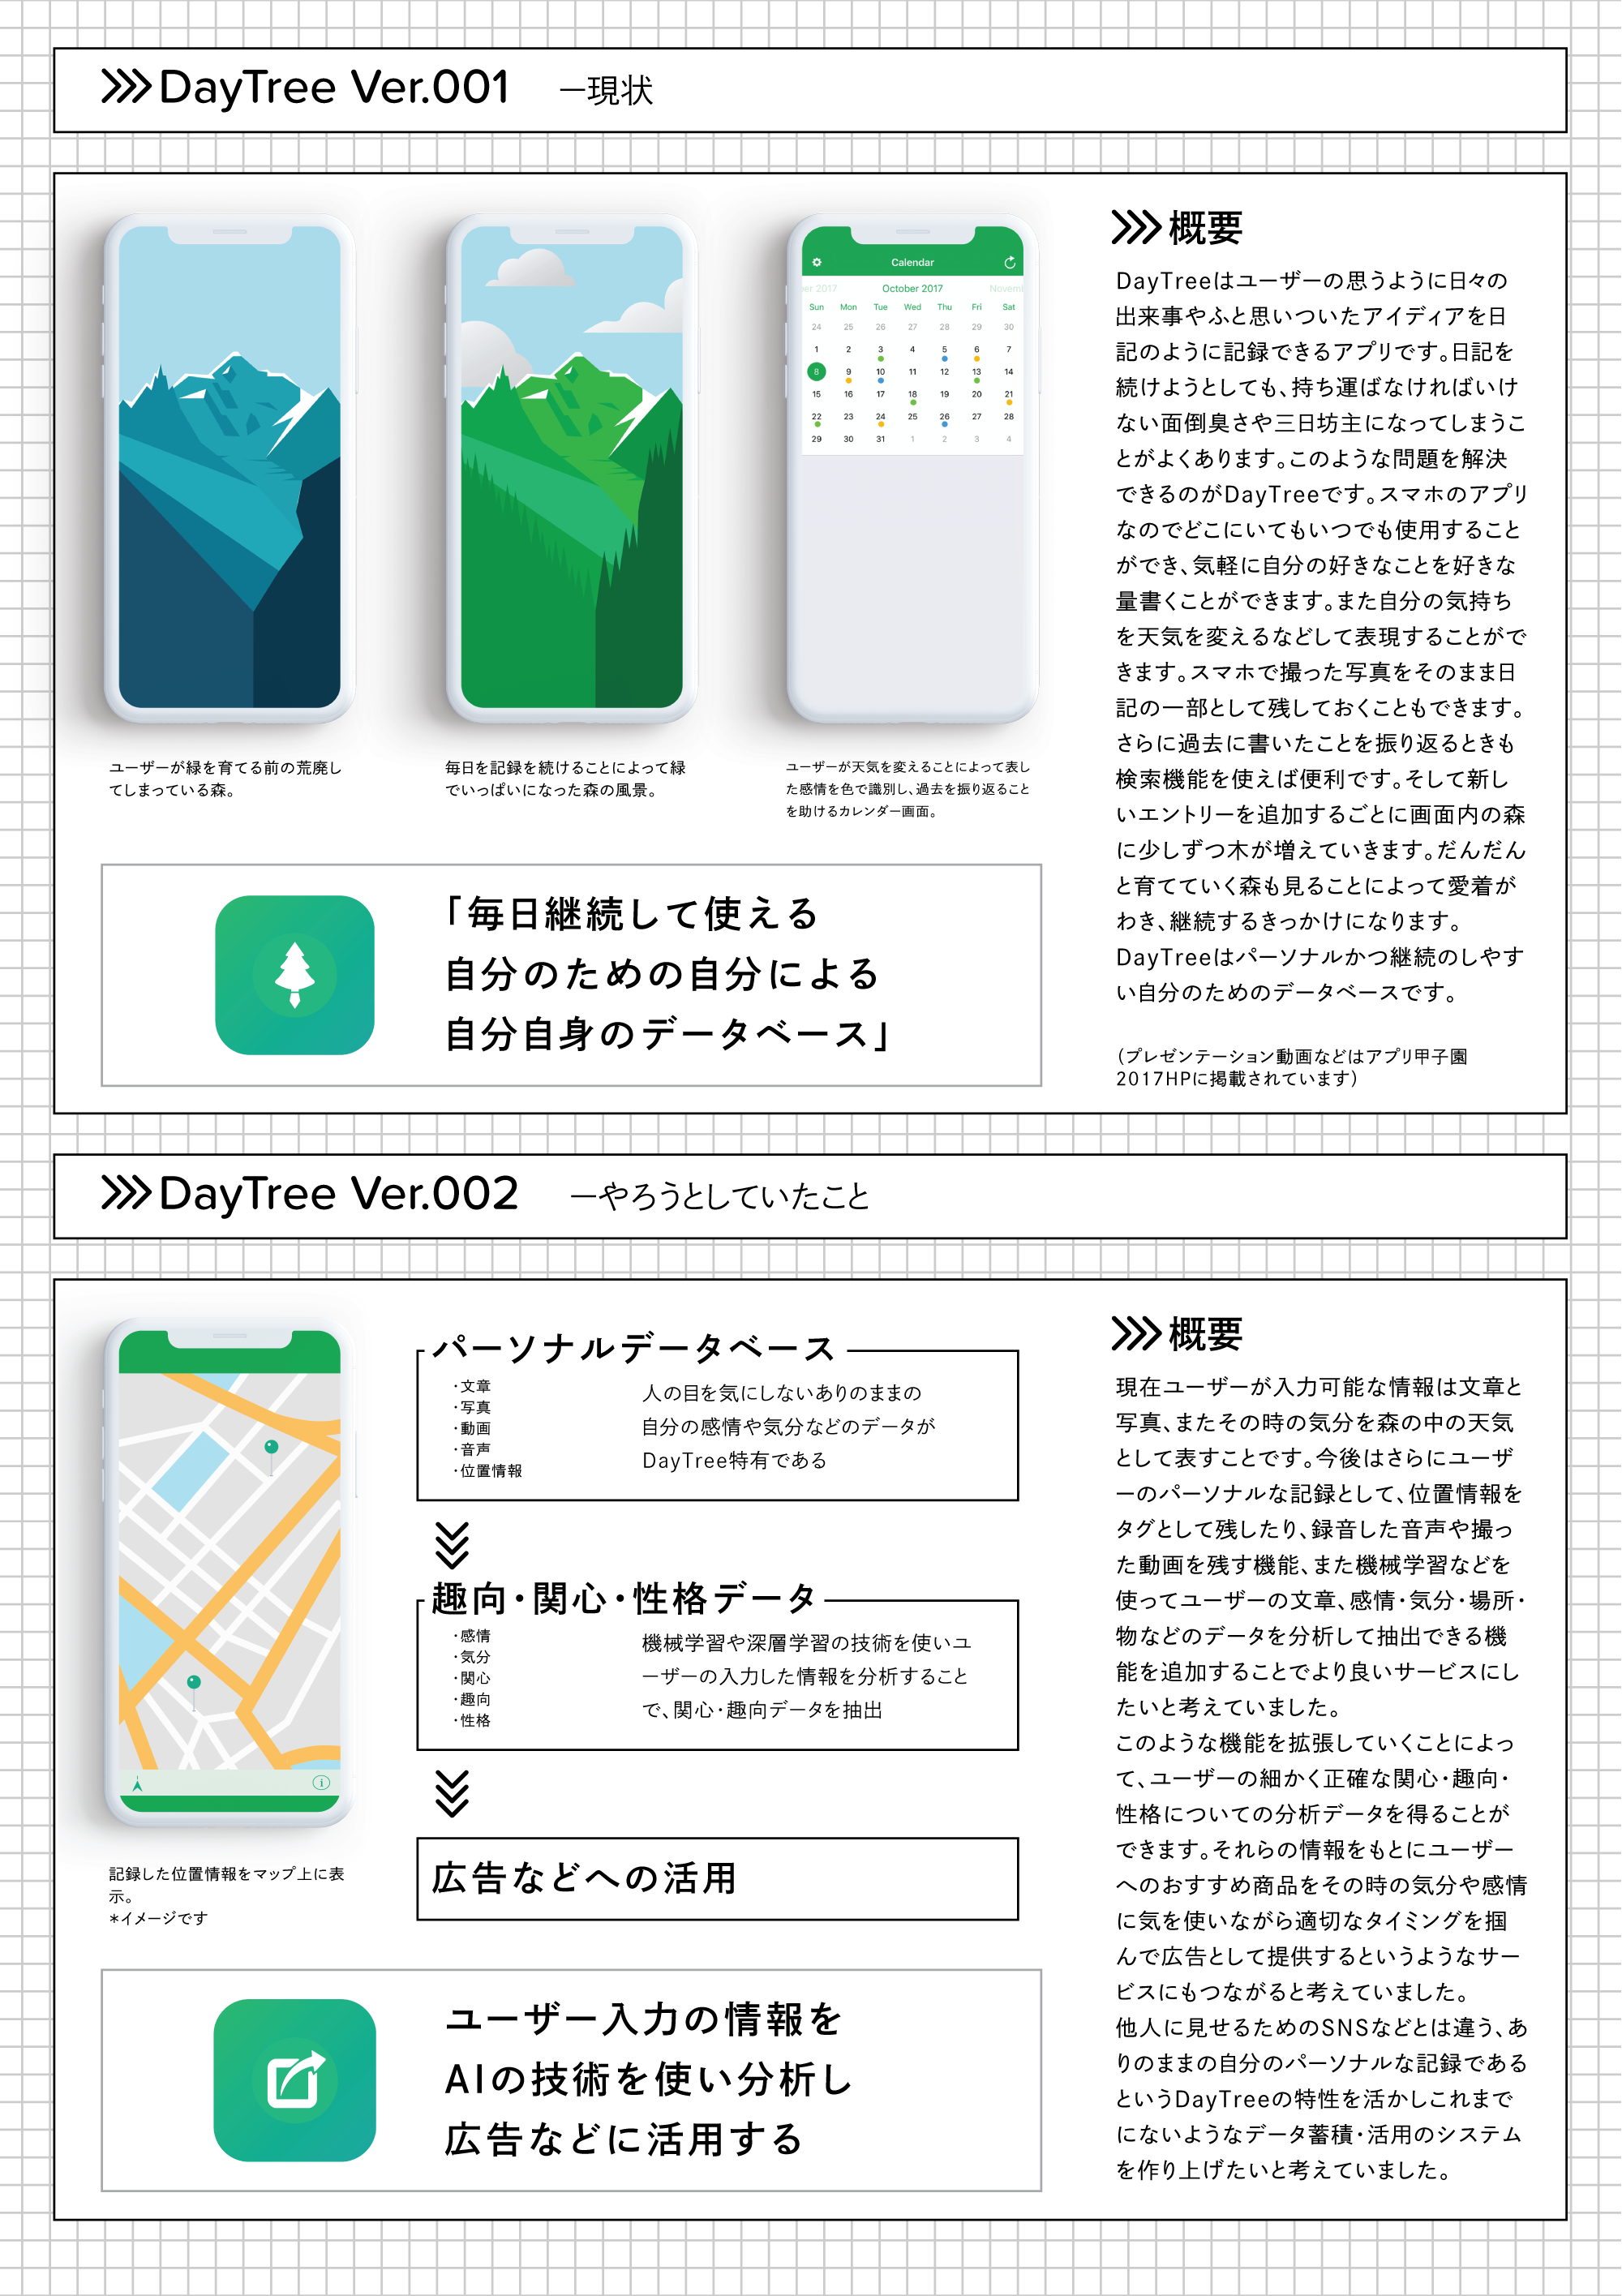 DayTree Ver.001 ー現状
Calendar
er 2017 October 2017 Novem
Sun Mon Tue Wed Thu Fri Sat
24 25 26 27 28 29 30
1 2 3 4 5 6 7
8 9 10 11 12 13 14
15 16 17 18 19 20 21
22 23 24 25 26 27 28
29 30 31 1 2 3 4
ユーザーが緑を育てる前の荒廃し
てしまっている森。
毎日を記録を続けることによって緑
でいっぱいになった森の風景。
ユーザーが天気を変えることによって表し
た感情を色で識別し、過去を振り返ること
を助けるカレンダー画面。
「毎日継続して使える
自分のための自分による
自分自身のデータベース」
概要
DayTreeはユーザーの思うように日々の
出来事やふと思いついたアイディアを日
記のように記録できるアプリです。日記を
続けようとしても、持ち運ばなければいけ
ない面倒臭さや三日坊主になってしまうこ
とがよくあります。このような問題を解決
できるのがDayTreeです。スマホのアプリ
なのでどこにいてもいつでも使用すること
ができ、気軽に自分の好きなことを好きな
量書くことができます。また自分の気持ち
を天気を変えるなどして表現することがで
きます。スマホで撮った写真をそのまま日
記の一部として残しておくこともできます。
さらに過去に書いたことを振り返るときも
検索機能を使えば便利です。そして新し
いエントリーを追加するごとに画面内の森
に少しずつ木が増えていきます。だんだん
と育てていく森も見ることによって愛着が
わき、継続するきっかけになります。
DayTreeはパーソナルかつ継続のしやす
い自分のためのデータベースです。
（プレゼンテーション動画などはアプリ甲子園
2017HPに掲載されています）
DayTree Ver.002 ーやろうとしていたこと
記録した位置情報をマップ上に表
示。
＊イメージです
パーソナルデータベース
・文章
・写真
・動画
・音声
・位置情報
人の目を気にしないありのままの
自分の感情や気分などのデータが
DayTree特有である
趣向・関心・性格データ
・感情
・気分
・関心
・趣向
・性格
機械学習や深層学習の技術を使いユ
ーザーの入力した情報を分析すること
で、関心・趣向データを抽出
広告などへの活用
ユーザー入力の情報を
AIの技術を使い分析し
広告などに活用する
概要
現在ユーザーが入力可能な情報は文章と
写真、またその時の気分を森の中の天気
として表すことです。今後はさらにユーザ
ーのパーソナルな記録として、位置情報を
タグとして残したり、録音した音声や撮っ
た動画を残す機能、また機械学習などを
使ってユーザーの文章、感情・気分・場所・
物などのデータを分析して抽出できる機
能を追加することでより良いサービスにし
たいと考えていました。
このような機能を拡張していくことによっ
て、ユーザーの細かく正確な関心・趣向・
性格についての分析データを得ることが
できます。それらの情報をもとにユーザー
へのおすすめ商品をその時の気分や感情
に気を使いながら適切なタイミングを掴
んで広告として提供するというようなサー
ビスにもつながると考えていました。
他人に見せるためのSNSなどとは違う、あ
りのままの自分のパーソナルな記録である
というDayTreeの特性を活かしこれまで
にないようなデータ蓄積・活用のシステム
を作り上げたいと考えていました。